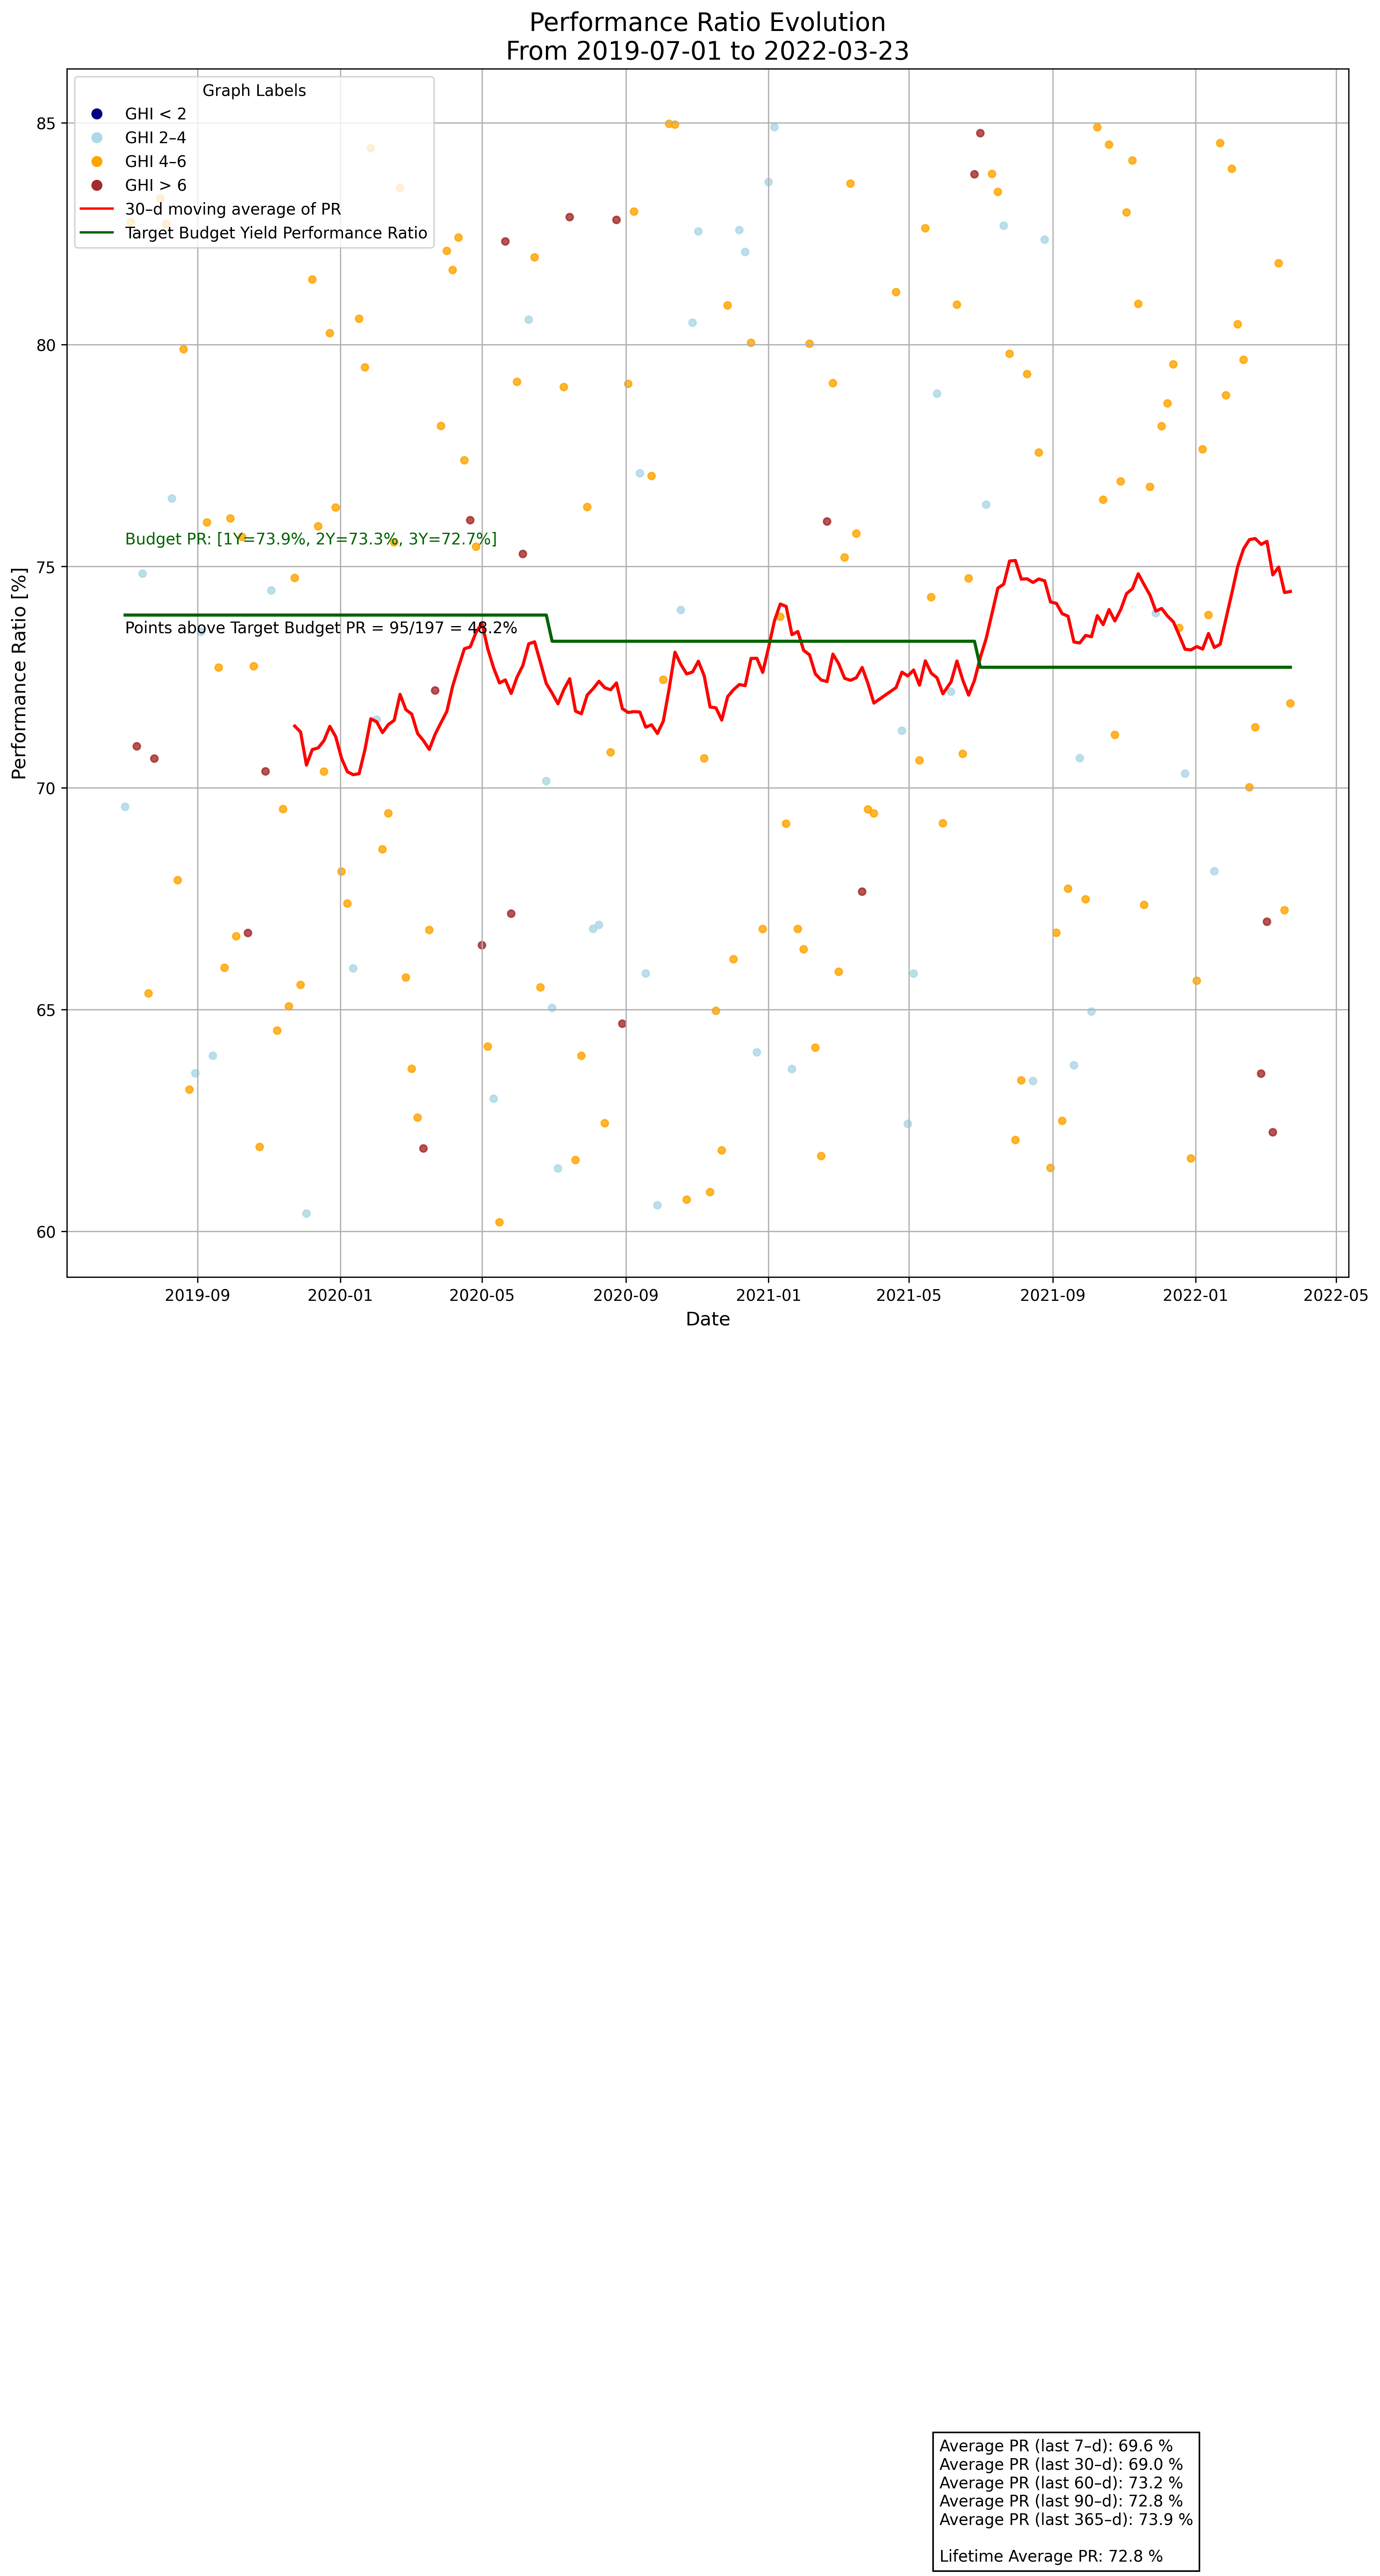 Performance Ratio Evolution
From 2019-07-01 to 2022-03-23
Graph Labels
GHI < 2
GHI 2–4
GHI 4–6
GHI > 6
30–d moving average of PR
Target Budget Yield Performance Ratio
85
80
75
70
65
60
Performance Ratio [%]
Budget PR: [1Y=73.9%, 2Y=73.3%, 3Y=72.7%]
Points above Target Budget PR = 95/197 = 48.2%
2019-09
2020-01
2020-05
2020-09
2021-01
2021-05
2021-09
2022-01
2022-05
Date
Average PR (last 7–d): 69.6 %
Average PR (last 30–d): 69.0 %
Average PR (last 60–d): 73.2 %
Average PR (last 90–d): 72.8 %
Average PR (last 365–d): 73.9 %
Lifetime Average PR: 72.8 %